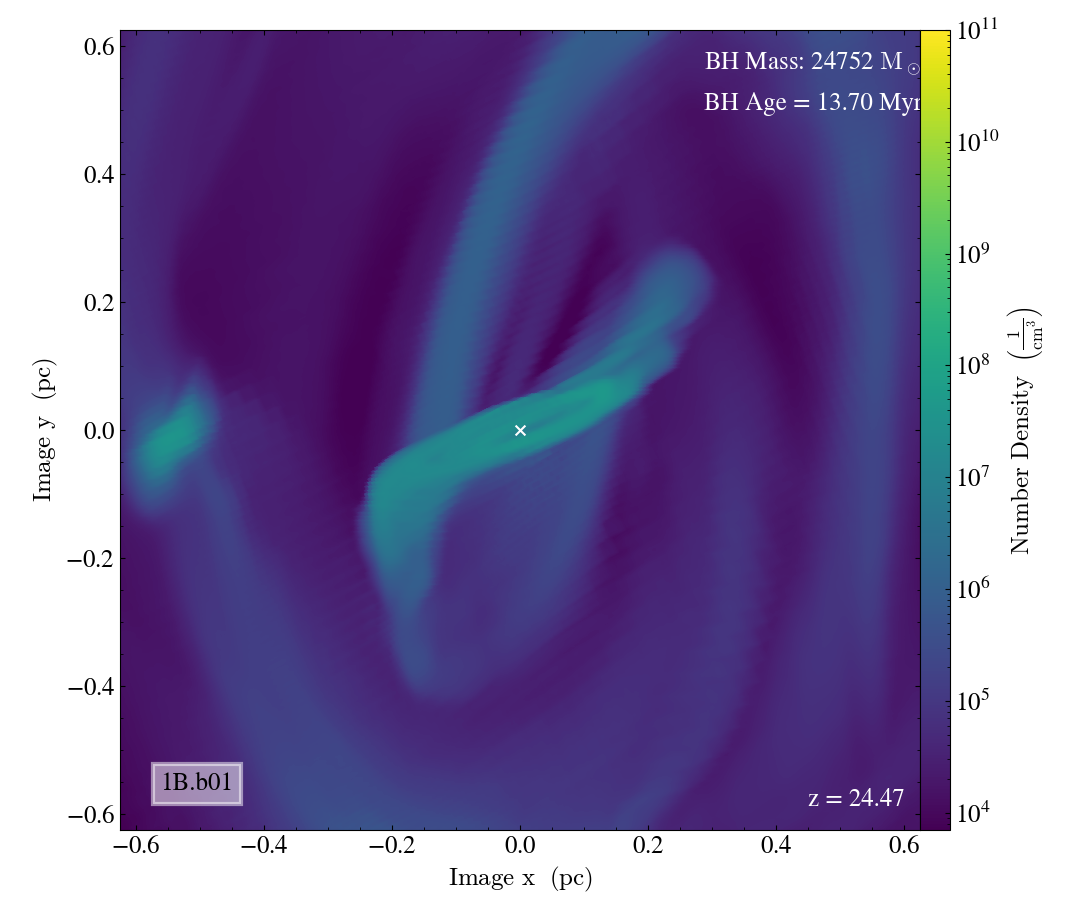 BH Mass: 24752 M☉
BH Age = 13.70 Myr
1B.b01
z = 24.47
0.6
0.4
0.2
0.0
−0.2
−0.4
−0.6
Image y (pc)
−0.6 −0.4 −0.2 0.0 0.2 0.4 0.6
Image x (pc)
10¹¹
10¹⁰
10⁹
10⁸
10⁷
10⁶
10⁵
10⁴
Number Density (1/cm³)